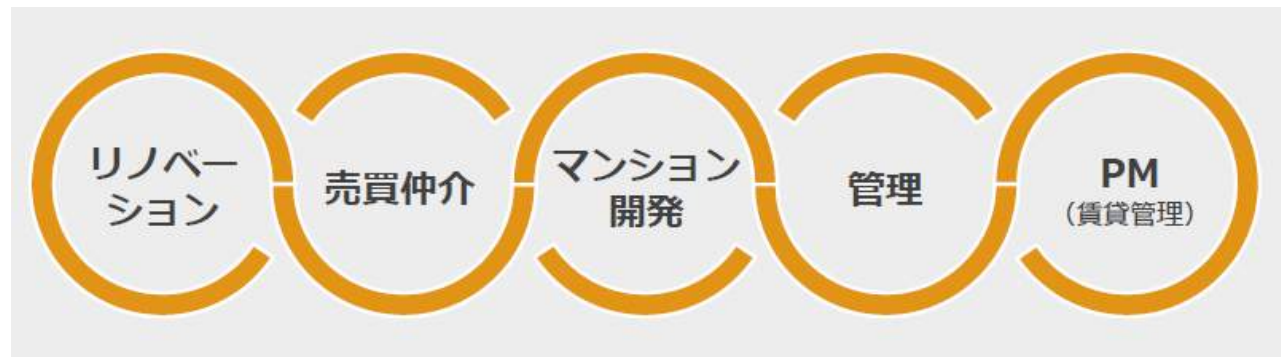 リノベー
ション
売買仲介
マンション
開発
管理
PM
（賃貸管理）